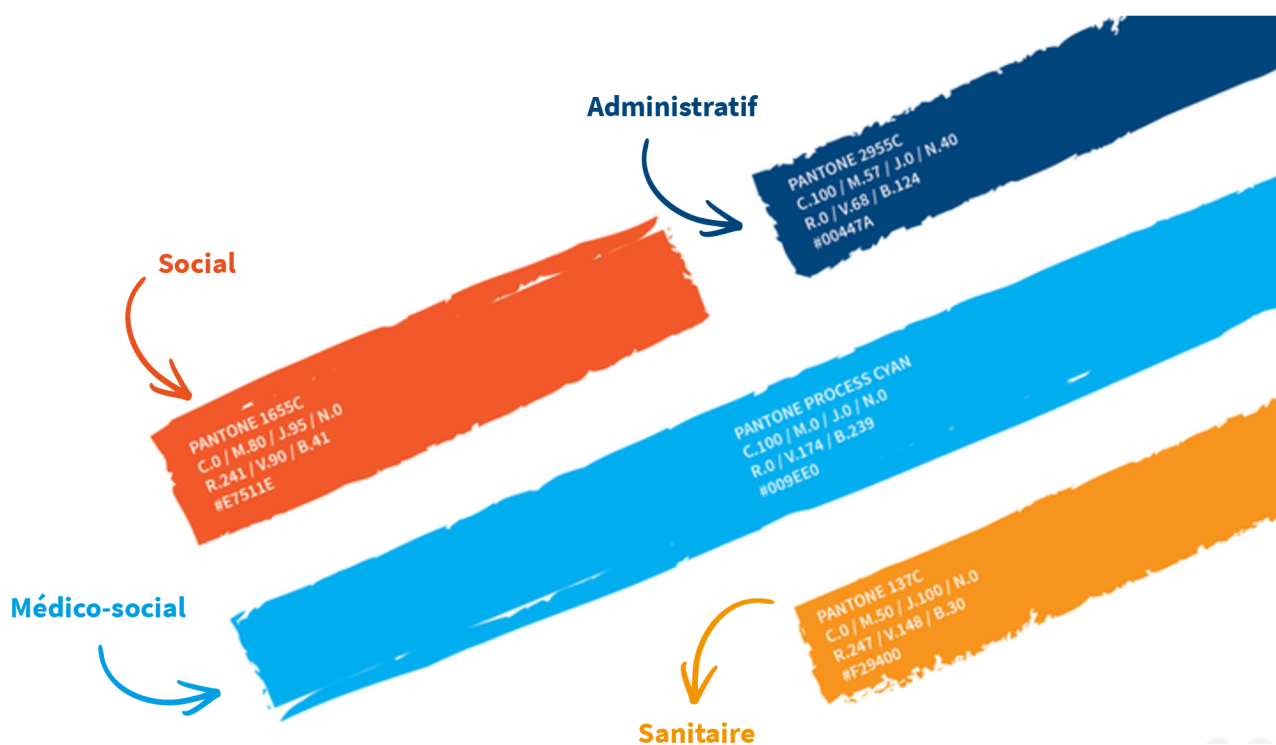 Administratif
PANTONE 2955C
C.100 / M.57 / J.0 / N.40
R.0 / V.68 / B.124
#00447A
Social
PANTONE 1655C
C.0 / M.80 / J.95 / N.0
R.241 / V.90 / B.41
#E7511E
PANTONE PROCESS CYAN
C.100 / M.0 / J.0 / N.0
R.0 / V.174 / B.239
#009EE0
Médico-social
PANTONE 137C
C.0 / M.50 / J.100 / N.0
R.247 / V.148 / B.30
#F29400
Sanitaire